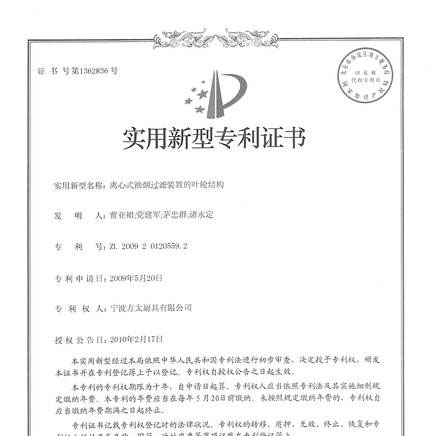 证 书 号第1362836号
实用新型专利证书
实用新型名称：离心式油烟过滤装置的叶轮结构
发 明 人：曹亚裙;党建军;茅忠群;诸永定
专 利 号：ZL 2009 2 0120559.2
专利申请日：2009年5月20日
专 利 权 人：宁波方太厨具有限公司
授权公告日：2010年2月17日
本实用新型经过本局依照中华人民共和国专利法进行初步审查，决定授予专利权，颁发
本证书并在专利登记簿上予以登记。专利权自授权公告之日起生效。
本专利的专利权期限为十年，自申请日起算。专利权人应当依照专利法及其实施细则规
定缴纳年费。本专利的年费应当在每年5月20日前缴纳。未按照规定缴纳年费的，专利权自
应当缴纳年费期满之日起终止。
专利证书记载专利权登记时的法律状况。专利权的转移、质押、无效、终止、恢复和专